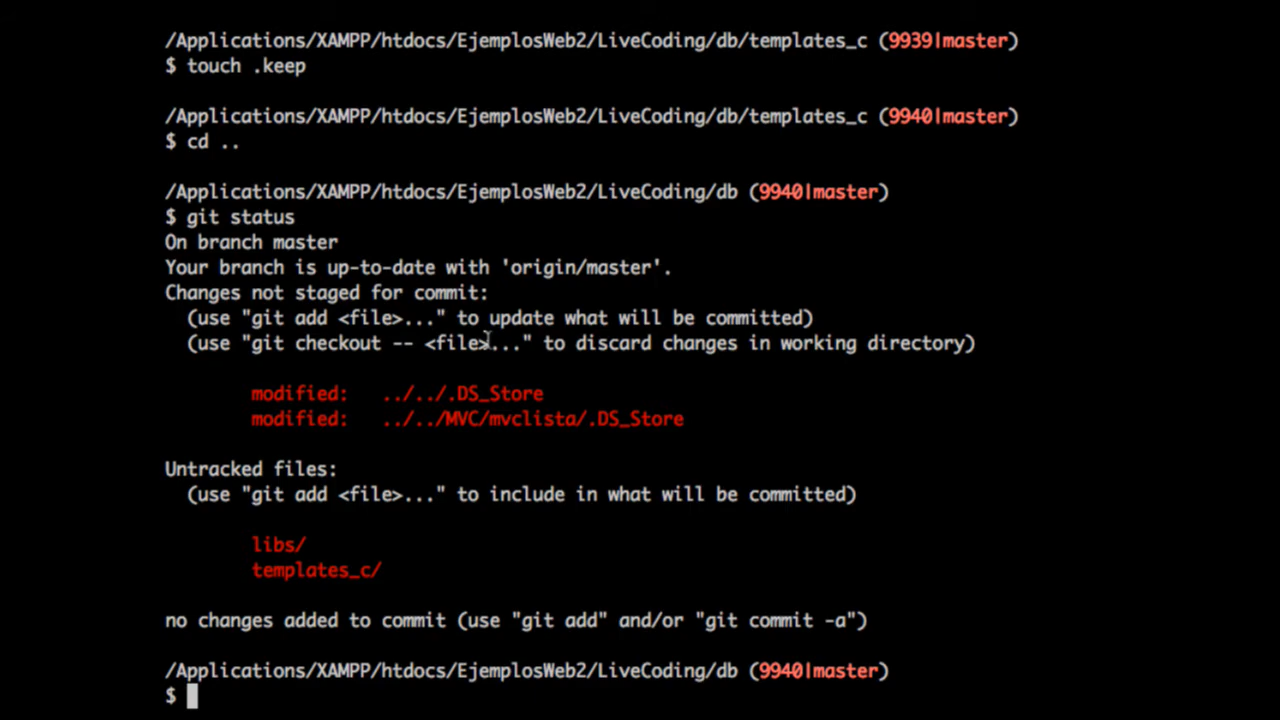 /Applications/XAMPP/htdocs/EjemplosWeb2/LiveCoding/db/templates_c (9939|master)
$ touch .keep
/Applications/XAMPP/htdocs/EjemplosWeb2/LiveCoding/db/templates_c (9940|master)
$ cd ..
/Applications/XAMPP/htdocs/EjemplosWeb2/LiveCoding/db (9940|master)
$ git status
On branch master
Your branch is up-to-date with 'origin/master'.
Changes not staged for commit:
(use "git add <file>..." to update what will be committed)
(use "git checkout -- <file>..." to discard changes in working directory)
modified: ../../.DS_Store
modified: ../../MVC/mvclista/.DS_Store
Untracked files:
(use "git add <file>..." to include in what will be committed)
libs/
templates_c/
no changes added to commit (use "git add" and/or "git commit -a")
/Applications/XAMPP/htdocs/EjemplosWeb2/LiveCoding/db (9940|master)
$